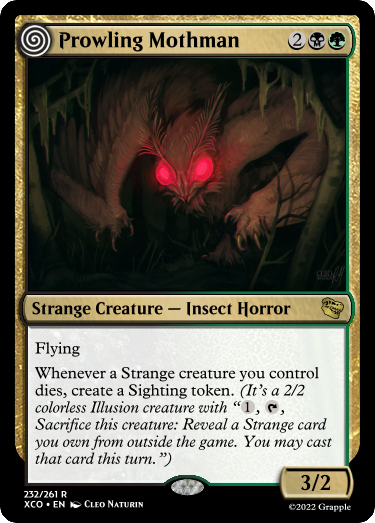 Prowling Mothman 2
Strange Creature — Insect Horror
Flying
Whenever a Strange creature you control
dies, create a Sighting token. (It's a 2/2
colorless Illusion creature with “1, ,
Sacrifice this creature: Reveal a Strange card
you own from outside the game. You may cast
that card this turn.”)
3/2
232/261 R
XCO • EN Cleo Naturin
©2022 Grapple